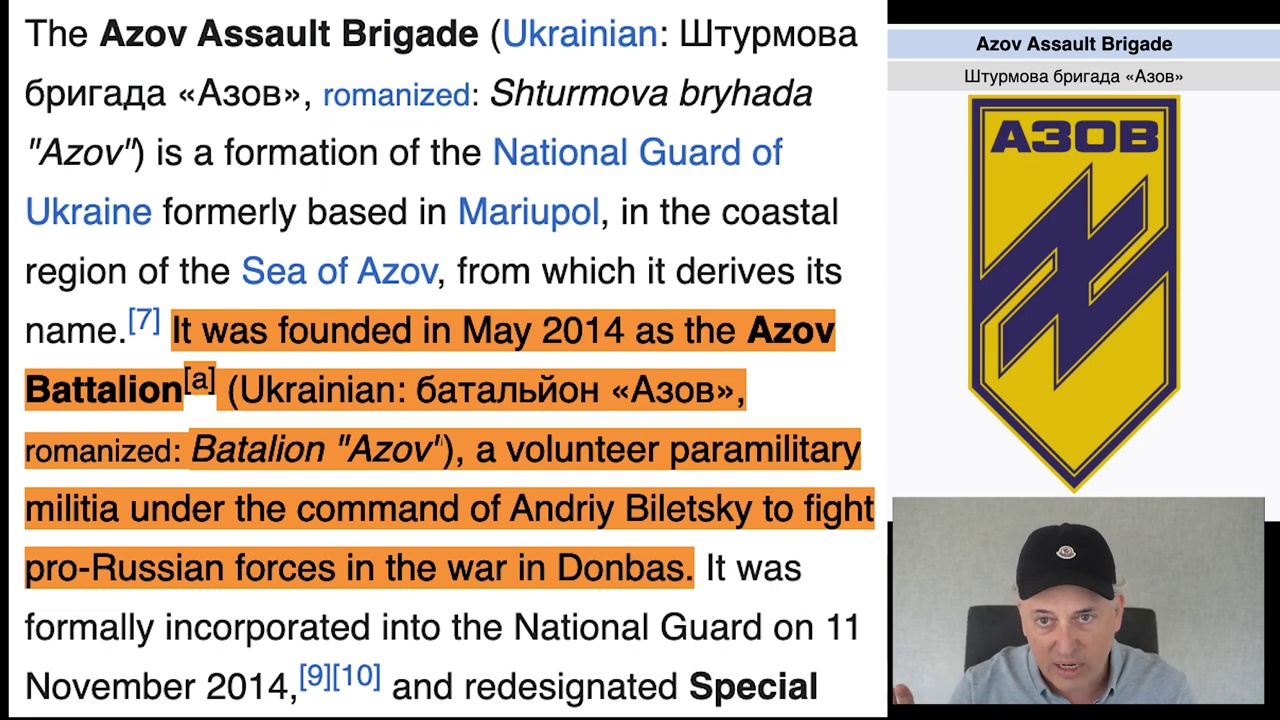 The Azov Assault Brigade (Ukrainian: Штурмова
бригада «Азов», romanized: Shturmova bryhada
"Azov") is a formation of the National Guard of
Ukraine formerly based in Mariupol, in the coastal
region of the Sea of Azov, from which it derives its
name.[7] It was founded in May 2014 as the Azov
Battalion[a] (Ukrainian: батальйон «Азов»,
romanized: Batalion "Azov'), a volunteer paramilitary
militia under the command of Andriy Biletsky to fight
pro-Russian forces in the war in Donbas. It was
formally incorporated into the National Guard on 11
November 2014,[9][10] and redesignated Special
Azov Assault Brigade
Штурмова бригада «Азов»
АЗОВ